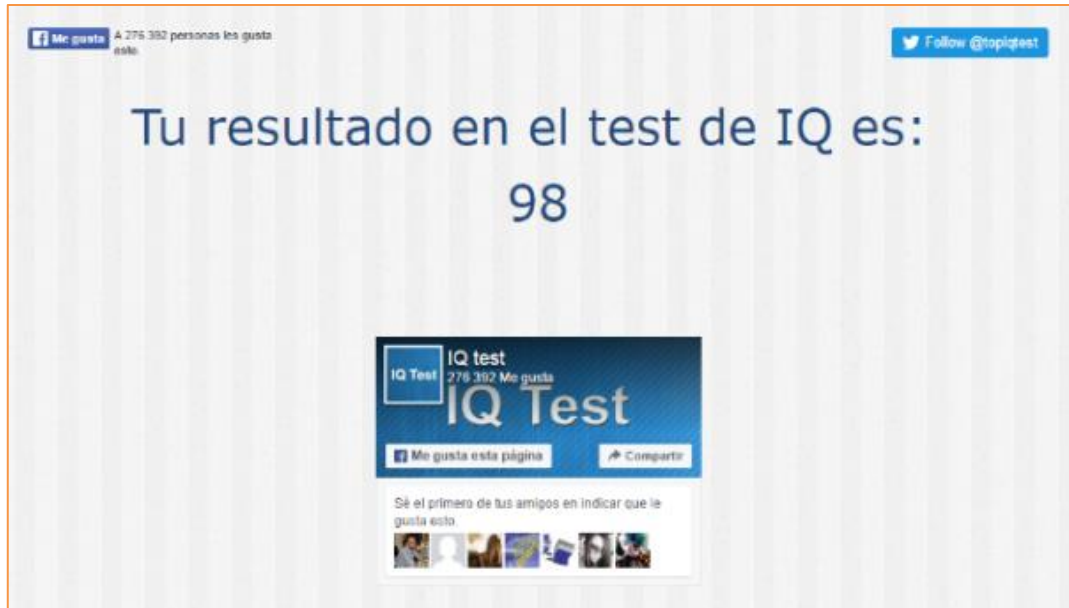 Me gusta
A 276 392 personas les gusta
esto.
Follow @topiqtest
Tu resultado en el test de IQ es:
98
IQ Test
IQ test
276 392 Me gusta
IQ Test
Me gusta esta página
Compartir
Sé el primero de tus amigos en indicar que le
gusta esto.